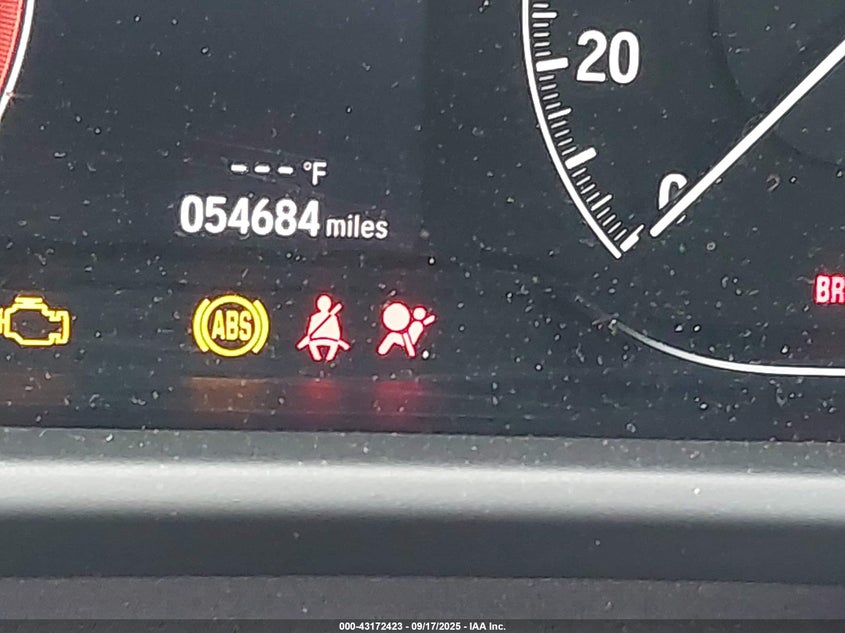 20
0
--- °F
054684 miles
BR
ABS
000-43172423 - 09/17/2025 - IAA Inc.